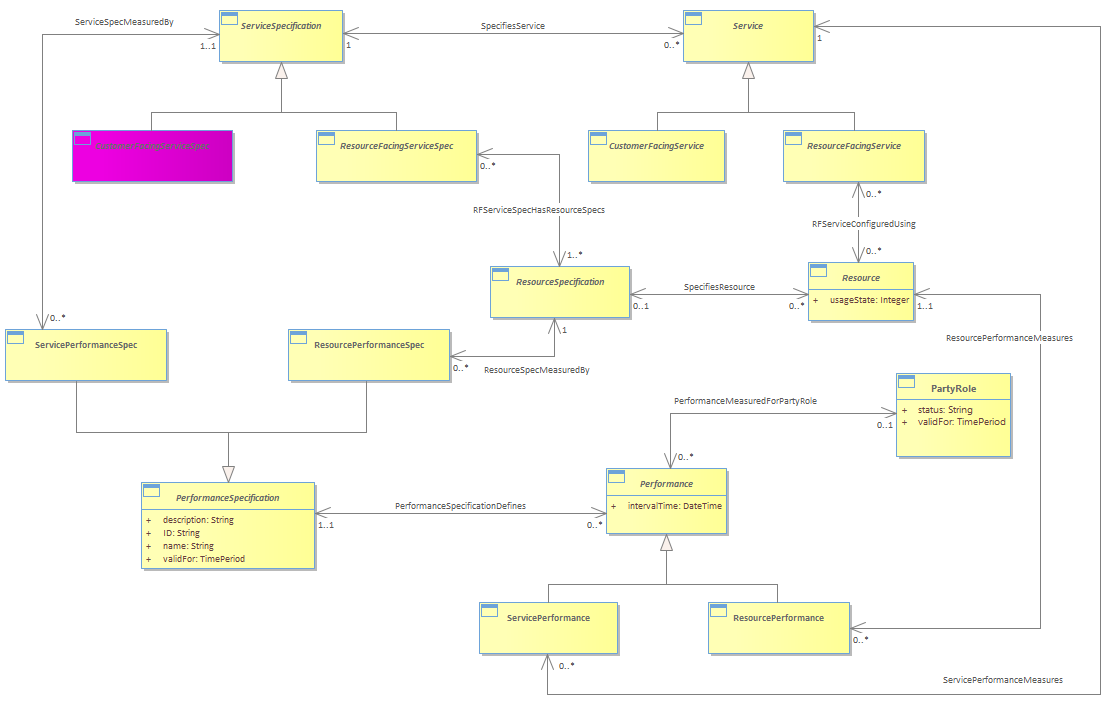 ServiceSpecMeasuredBy
ServiceSpecification
SpecifiesService
Service
1..1
1
0..*
1
CustomerFacingServiceSpec
ResourceFacingServiceSpec
CustomerFacingService
ResourceFacingService
0..*
0..*
RFServiceSpecHasResourceSpecs
RFServiceConfiguredUsing
1..*
0..*
ResourceSpecification
SpecifiesResource
Resource
+ usageState: Integer
0..1
0..*
1..1
0..*
ServicePerformanceSpec
ResourcePerformanceSpec
1
0..*
ResourceSpecMeasuredBy
ResourcePerformanceMeasures
PartyRole
+ status: String
+ validFor: TimePeriod
PerformanceMeasuredForPartyRole
0..1
0..*
PerformanceSpecification
+ description: String
+ ID: String
+ name: String
+ validFor: TimePeriod
PerformanceSpecificationDefines
1..1
0..*
Performance
+ intervalTime: DateTime
ServicePerformance
ResourcePerformance
0..*
0..*
ServicePerformanceMeasures